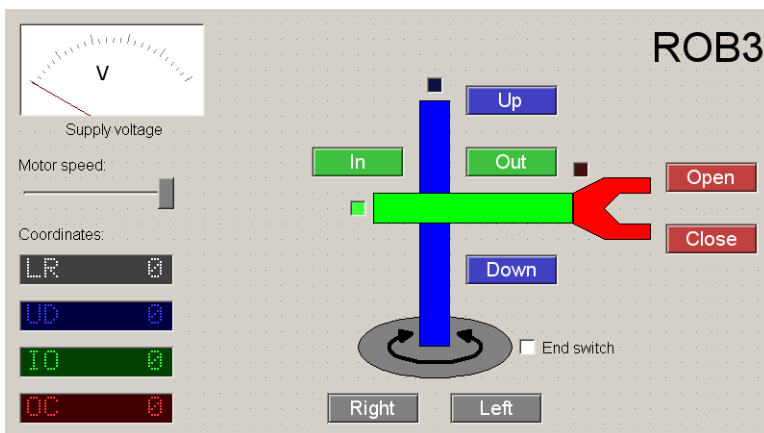 ROB3
V
Supply voltage
Motor speed:
Coordinates:
LR 0
UD 0
IO 0
OC 0
Up
In
Out
Open
Close
Down
End switch
Right
Left